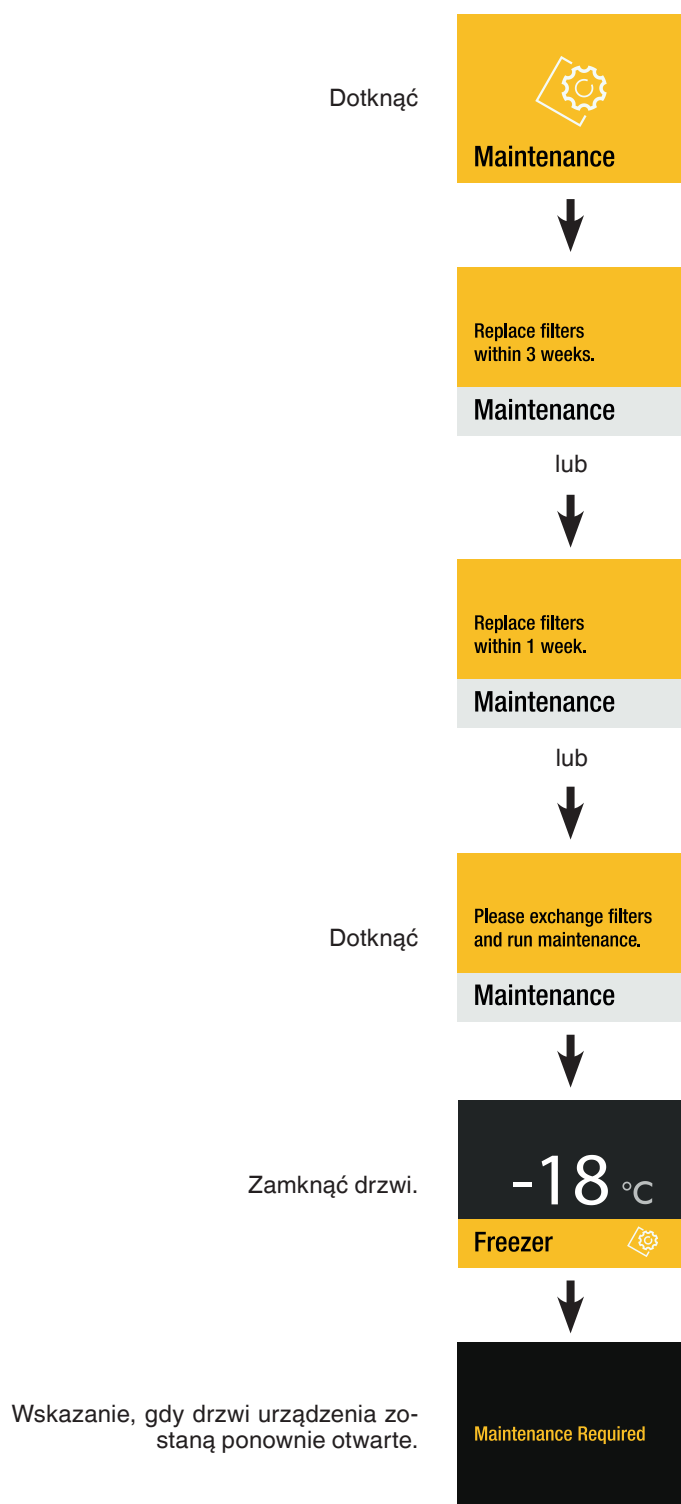 Dotknąć
Maintenance
Replace filters
within 3 weeks.
Maintenance
lub
Replace filters
within 1 week.
Maintenance
lub
Dotknąć
Please exchange filters
and run maintenance.
Maintenance
Zamknąć drzwi.
-18 °C
Freezer
Wskazanie, gdy drzwi urządzenia zo-
staną ponownie otwarte.
Maintenance Required